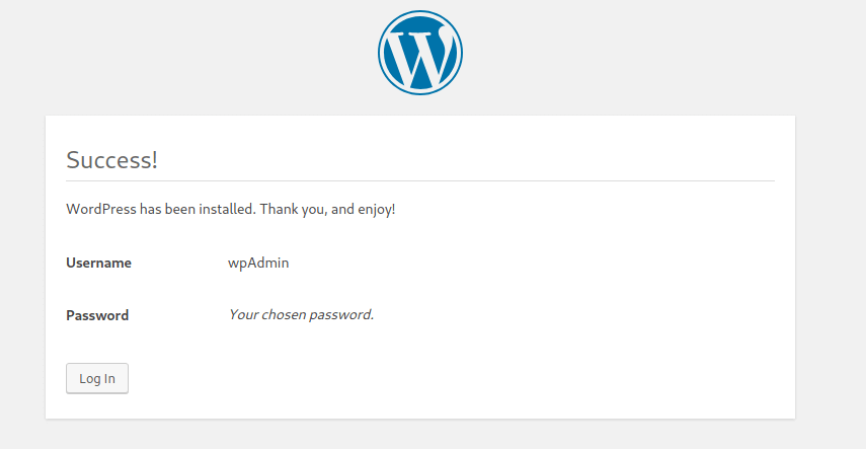 Success!
WordPress has been installed. Thank you, and enjoy!
Username wpAdmin
Password Your chosen password.
Log In